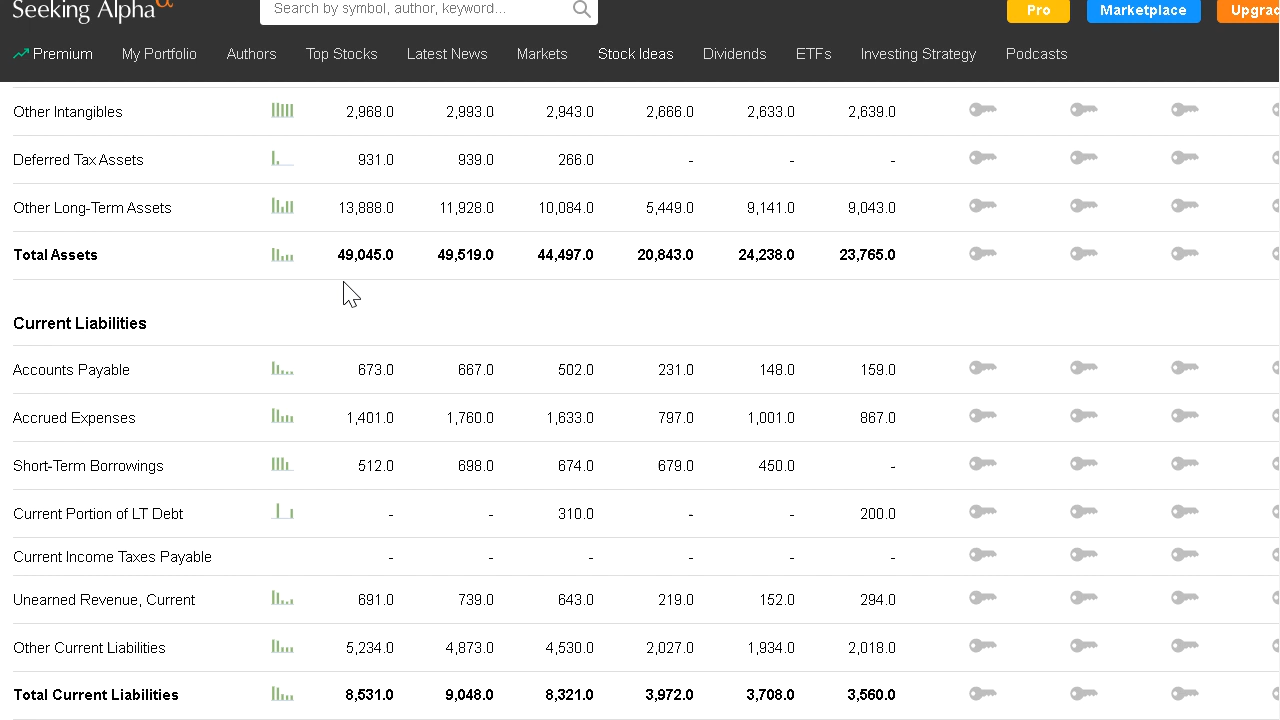 Seeking Alpha α
Search by symbol, author, keyword...
Pro
Marketplace
Upgrad
Premium My Portfolio Authors Top Stocks Latest News Markets Stock Ideas Dividends ETFs Investing Strategy Podcasts
Other Intangibles 2,968.0 2,993.0 2,943.0 2,666.0 2,633.0 2,639.0
Deferred Tax Assets 931.0 939.0 266.0 - - -
Other Long-Term Assets 13,888.0 11,928.0 10,084.0 5,449.0 9,141.0 9,043.0
Total Assets 49,045.0 49,519.0 44,497.0 20,843.0 24,238.0 23,765.0
Current Liabilities
Accounts Payable 673.0 667.0 502.0 231.0 148.0 159.0
Accrued Expenses 1,401.0 1,760.0 1,633.0 797.0 1,001.0 867.0
Short-Term Borrowings 512.0 698.0 674.0 679.0 450.0 -
Current Portion of LT Debt - - 310.0 - - 200.0
Current Income Taxes Payable - - - - - -
Unearned Revenue, Current 691.0 739.0 643.0 219.0 152.0 294.0
Other Current Liabilities 5,234.0 4,873.0 4,530.0 2,027.0 1,934.0 2,018.0
Total Current Liabilities 8,531.0 9,048.0 8,321.0 3,972.0 3,708.0 3,560.0